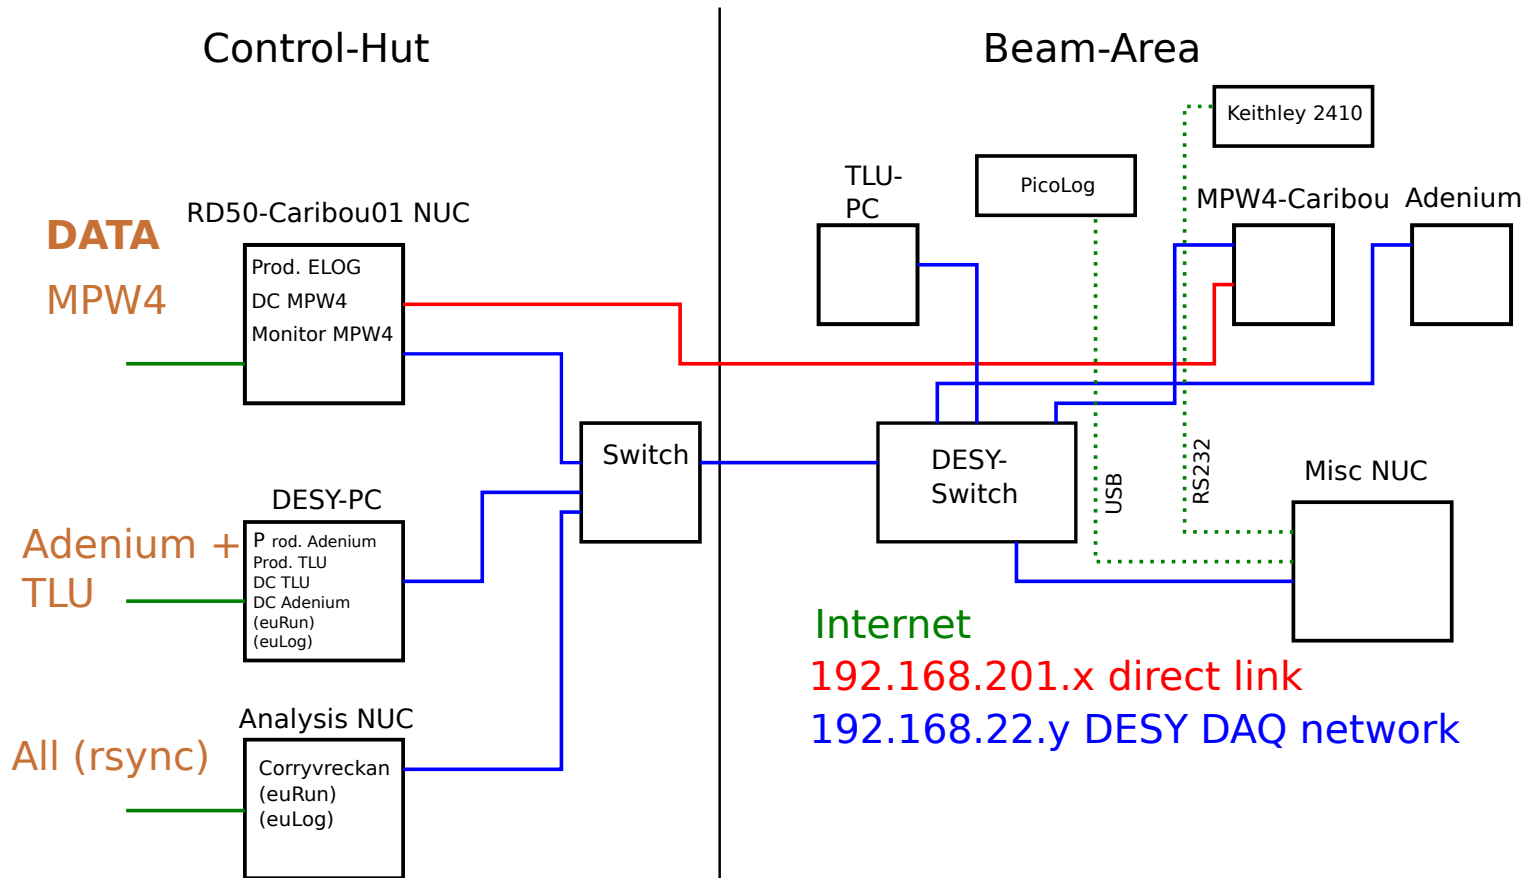 Control-Hut
Beam-Area
Keithley 2410
PicoLog
TLU-
PC
MPW4-Caribou
Adenium
RD50-Caribou01 NUC
DATA
MPW4
Prod. ELOG
DC MPW4
Monitor MPW4
Switch
DESY-
Switch
USB
RS232
Misc NUC
DESY-PC
Adenium +
TLU
P rod. Adenium
Prod. TLU
DC TLU
DC Adenium
(euRun)
(euLog)
Internet
192.168.201.x direct link
192.168.22.y DESY DAQ network
Analysis NUC
All (rsync)
Corryvreckan
(euRun)
(euLog)